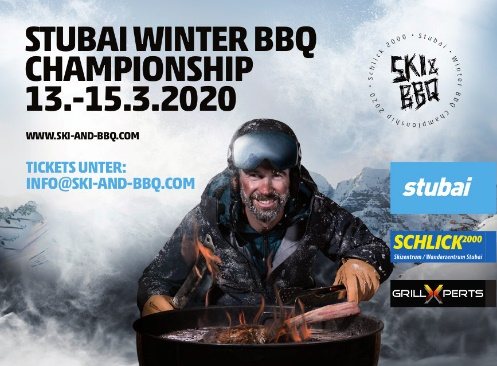 STUBAI WINTER BBQ
CHAMPIONSHIP
13.-15.3.2020
WWW.SKI-AND-BBQ.COM
TICKETS UNTER:
INFO@SKI-AND-BBQ.COM
Schlick 2000 • Stubai • Winter BBQ Championship 2020 •
SKI &
BBQ
stubai
SCHLICK2000
Skizentrum / Wanderzentrum Stubai
GRILLXPERTS